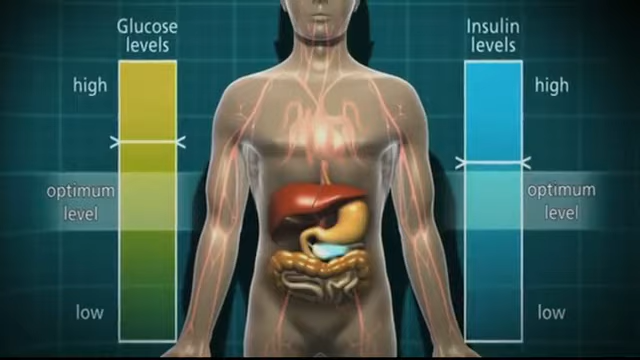 Glucose
levels
high
optimum
level
low
Insulin
levels
high
optimum
level
low